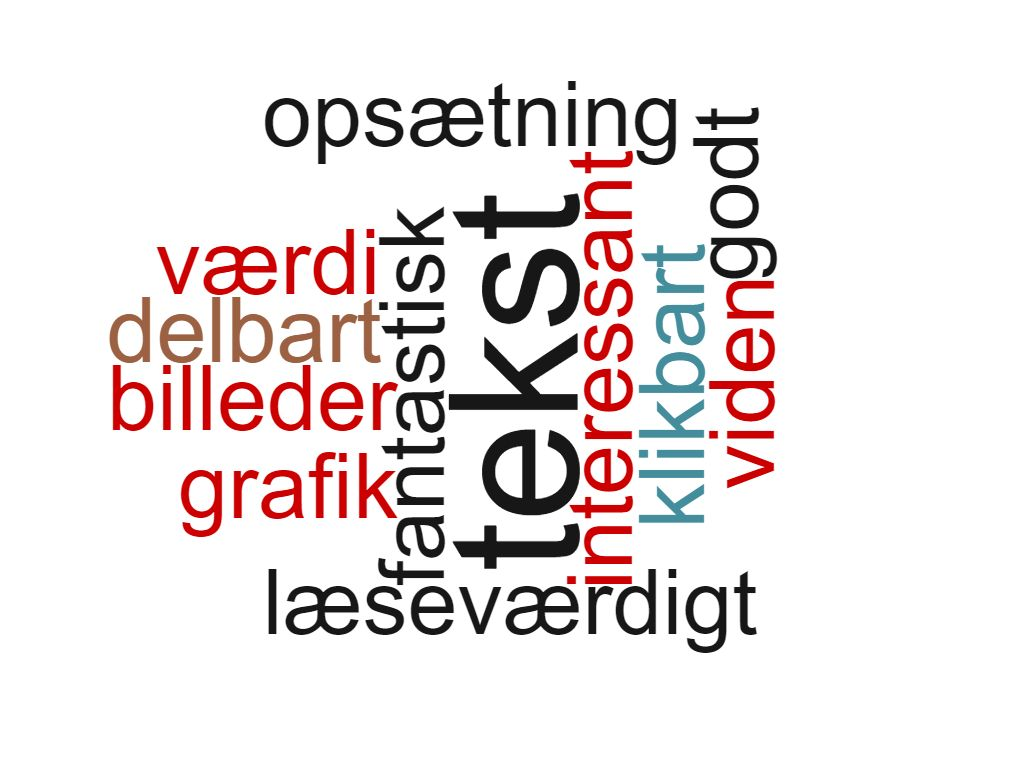 opsætning
godt
værdi
fantastisk
tekst
interessant
klikbart
viden
delbart
billeder
grafik
læseværdigt